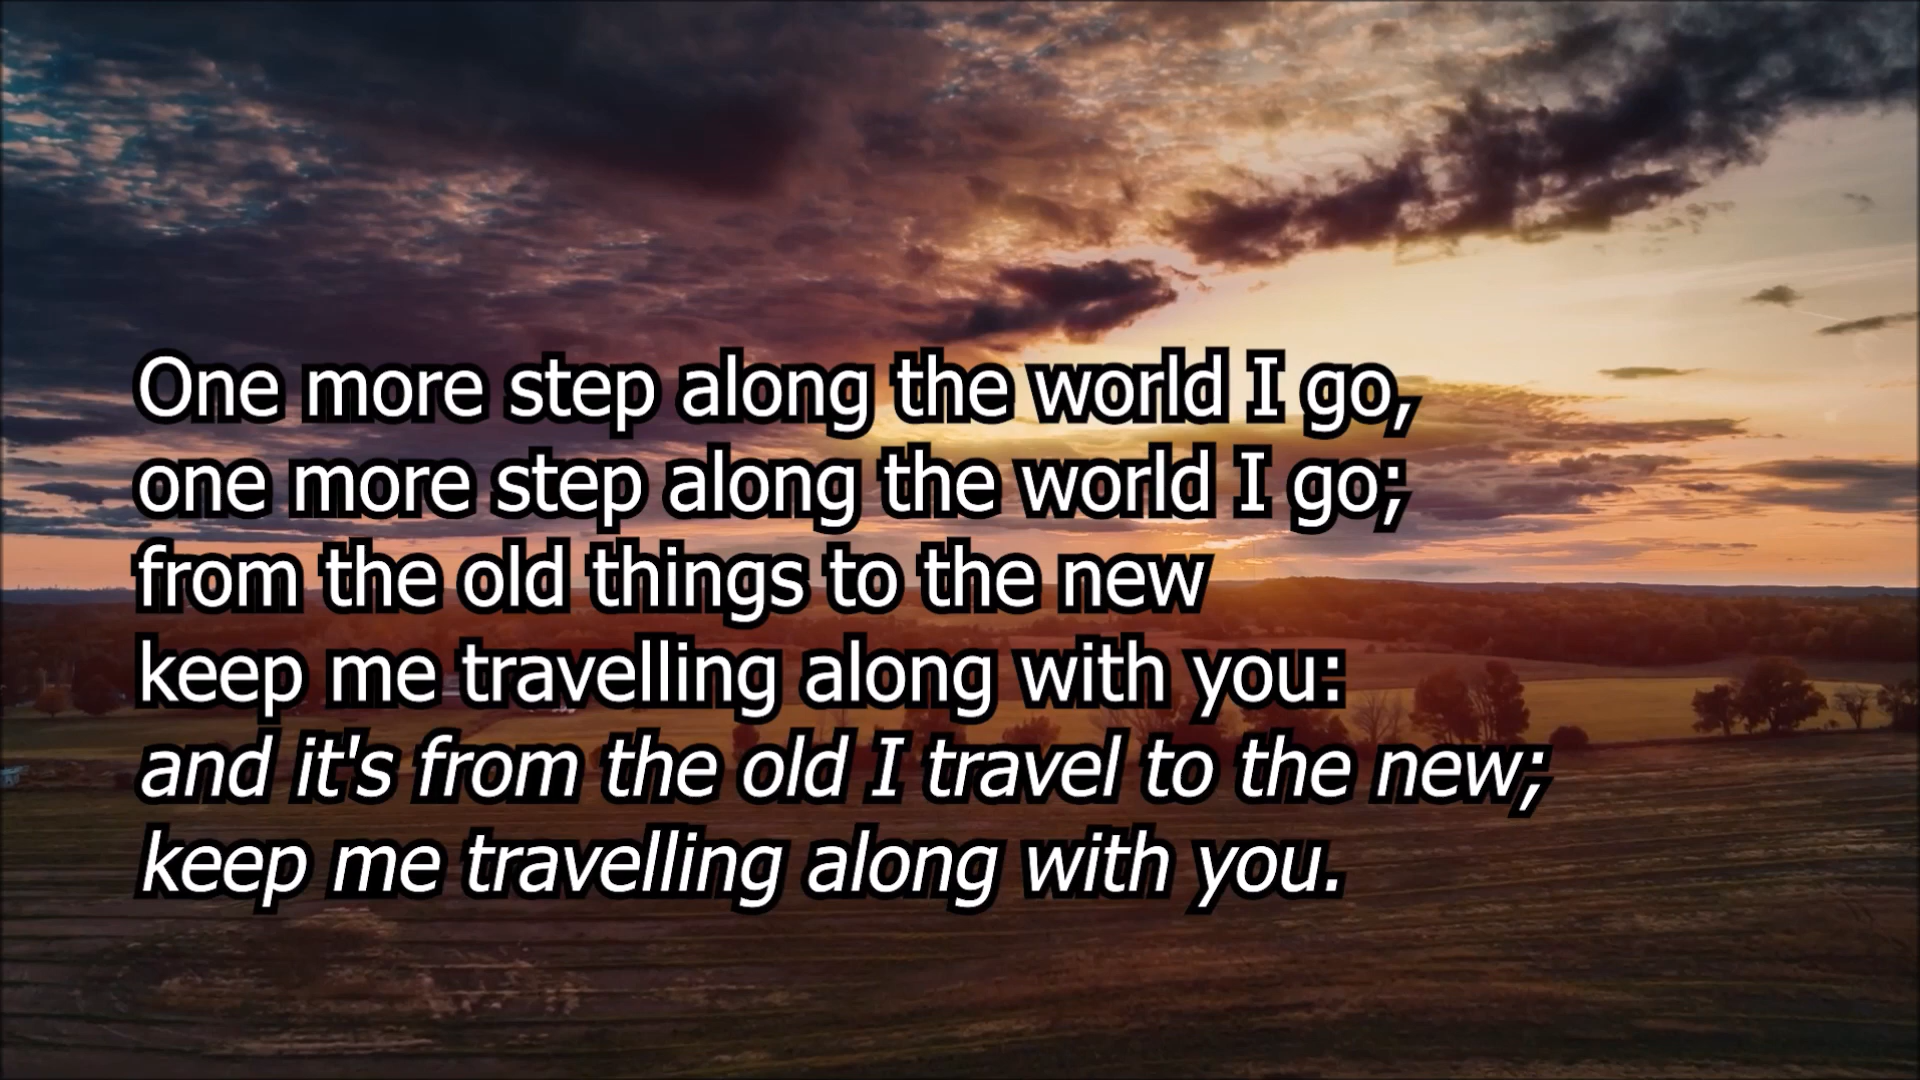 One more step along the world I go,
one more step along the world I go;
from the old things to the new
keep me travelling along with you:
and it's from the old I travel to the new;
keep me travelling along with you.